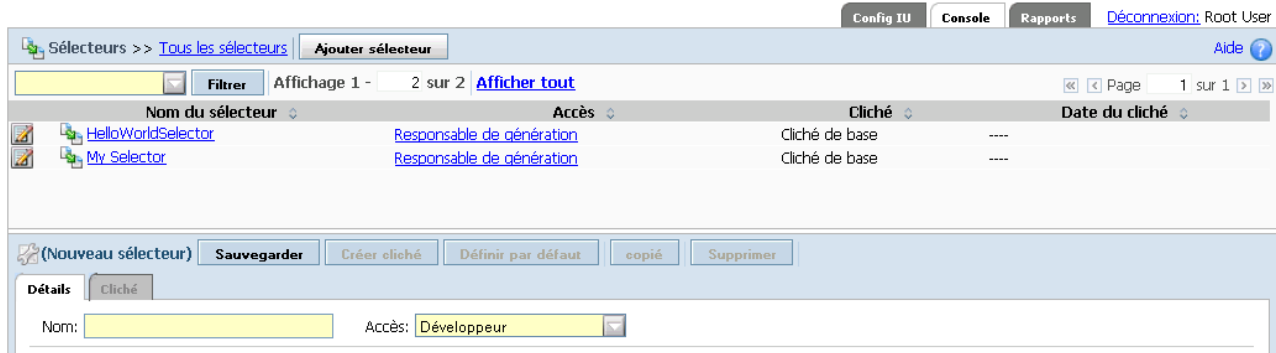 Config IU Console Rapports Déconnexion: Root User
Sélecteurs >> Tous les sélecteurs Ajouter sélecteur Aide ?
Filtrer Affichage 1 - 2 sur 2 Afficher tout Page 1 sur 1
Nom du sélecteur Accès Cliché Date du cliché
HelloWorldSelector Responsable de génération Cliché de base ----
My Selector Responsable de génération Cliché de base ----
(Nouveau sélecteur) Sauvegarder Créer cliché Définir par défaut copié Supprimer
Détails Cliché
Nom: Accès: Développeur